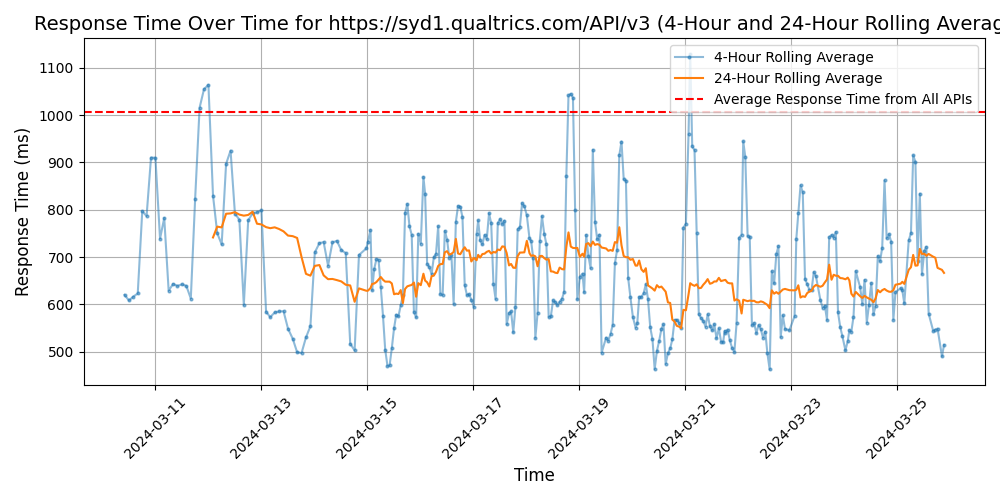 Response Time Over Time for https://syd1.qualtrics.com/API/v3 (4-Hour and 24-Hour Rolling
4-Hour Rolling Average
24-Hour Rolling Average
Average Response Time from All APIs
Response Time (ms)
1100
1000
900
800
700
600
500
2024-03-11
2024-03-13
2024-03-15
2024-03-17
2024-03-19
2024-03-21
2024-03-23
2024-03-25
Time